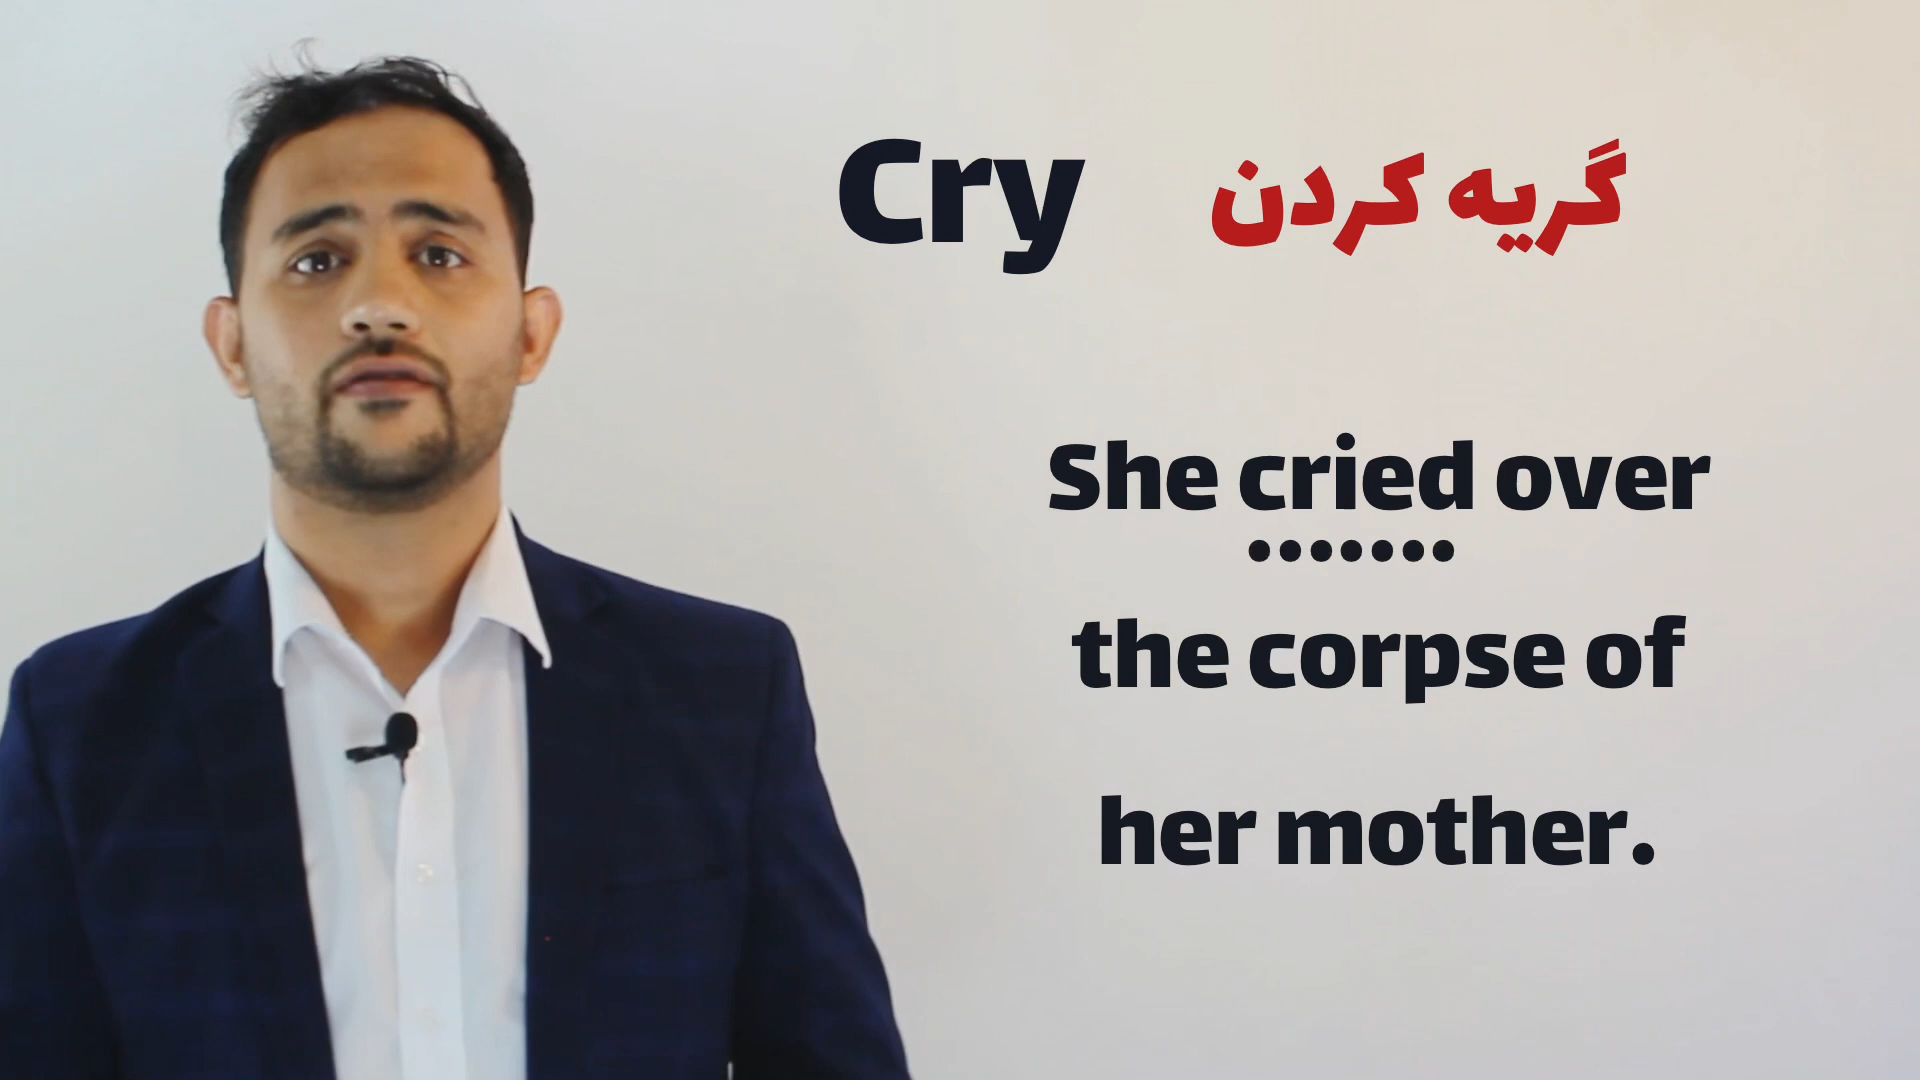 Cry گریه کردن
She cried over
the corpse of
her mother.